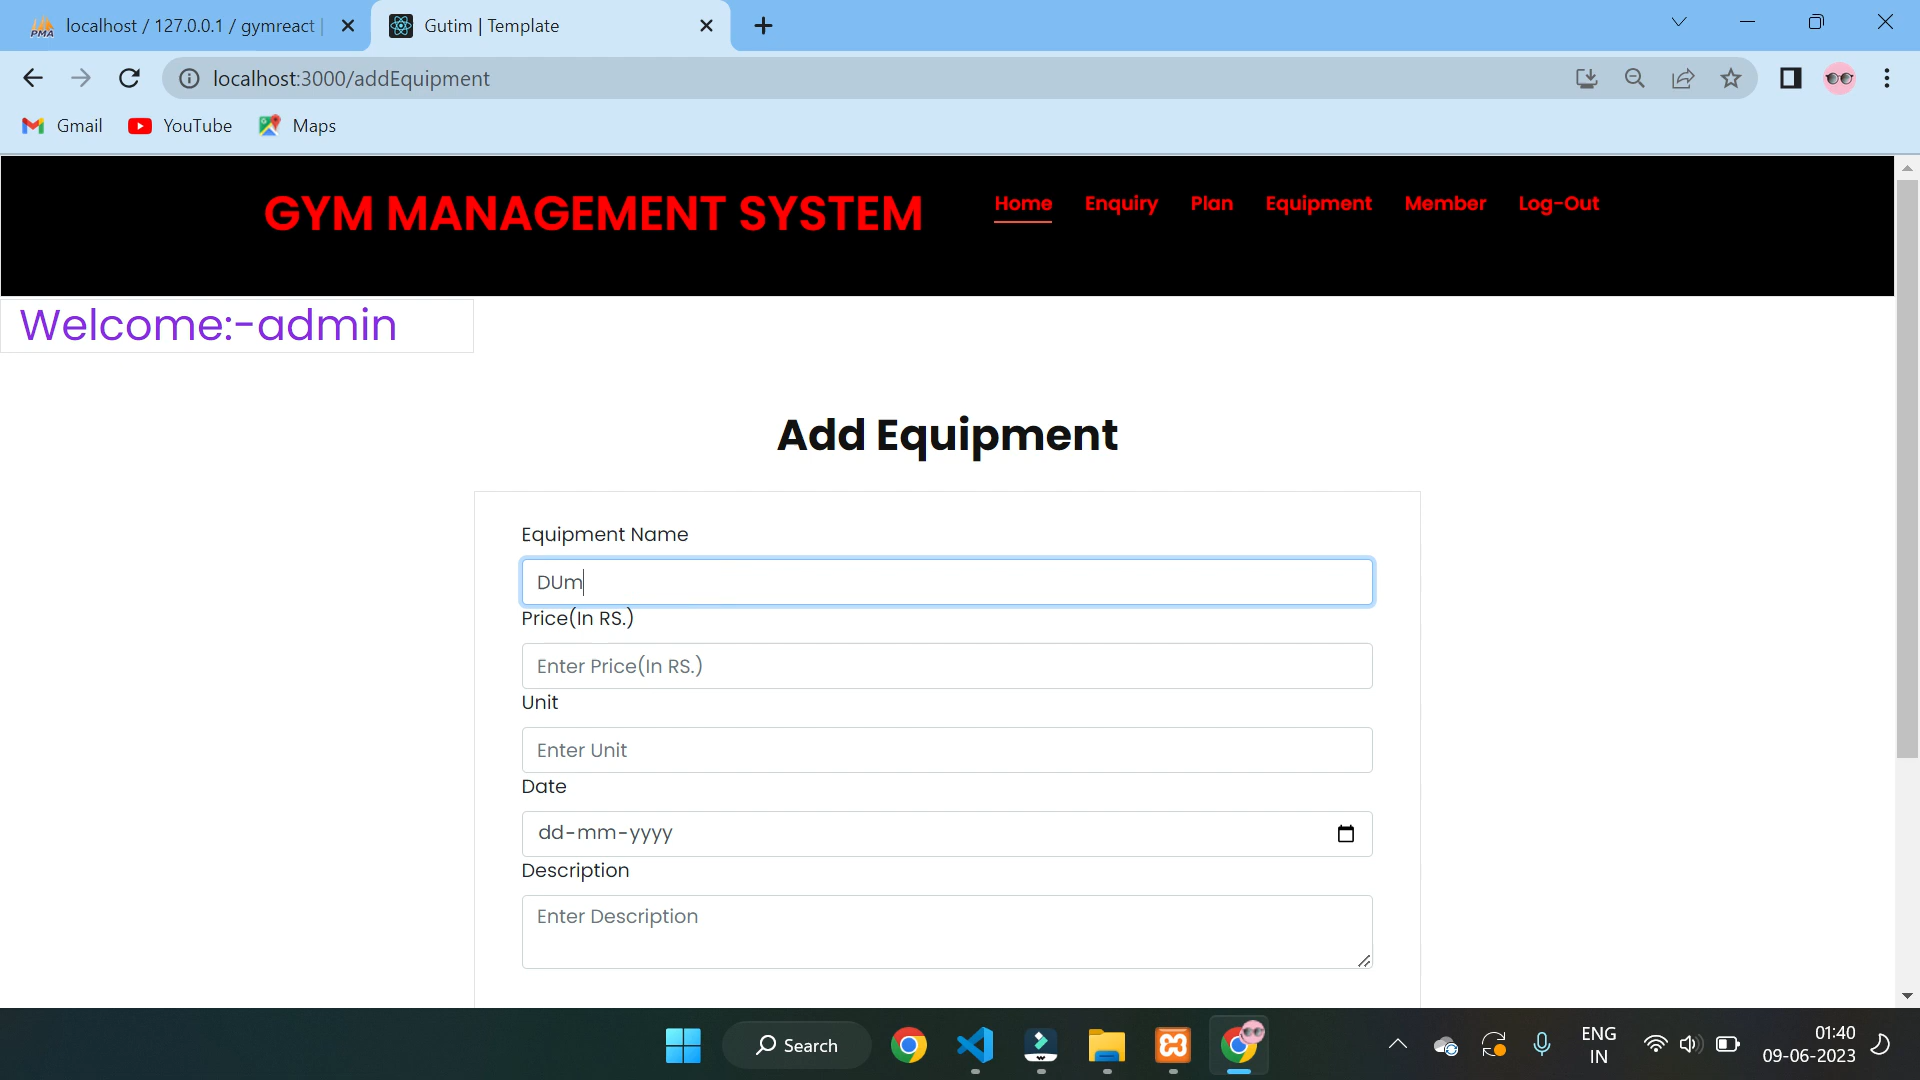 localhost / 127.0.0.1 / gymreact |
Gutim | Template
localhost:3000/addEquipment
Gmail YouTube Maps
GYM MANAGEMENT SYSTEM
Home Enquiry Plan Equipment Member Log-Out
Welcome:-admin
Add Equipment
Equipment Name
DUm
Price(In RS.)
Enter Price(In RS.)
Unit
Enter Unit
Date
dd-mm-yyyy
Description
Enter Description
Search
ENG
IN
01:40
09-06-2023